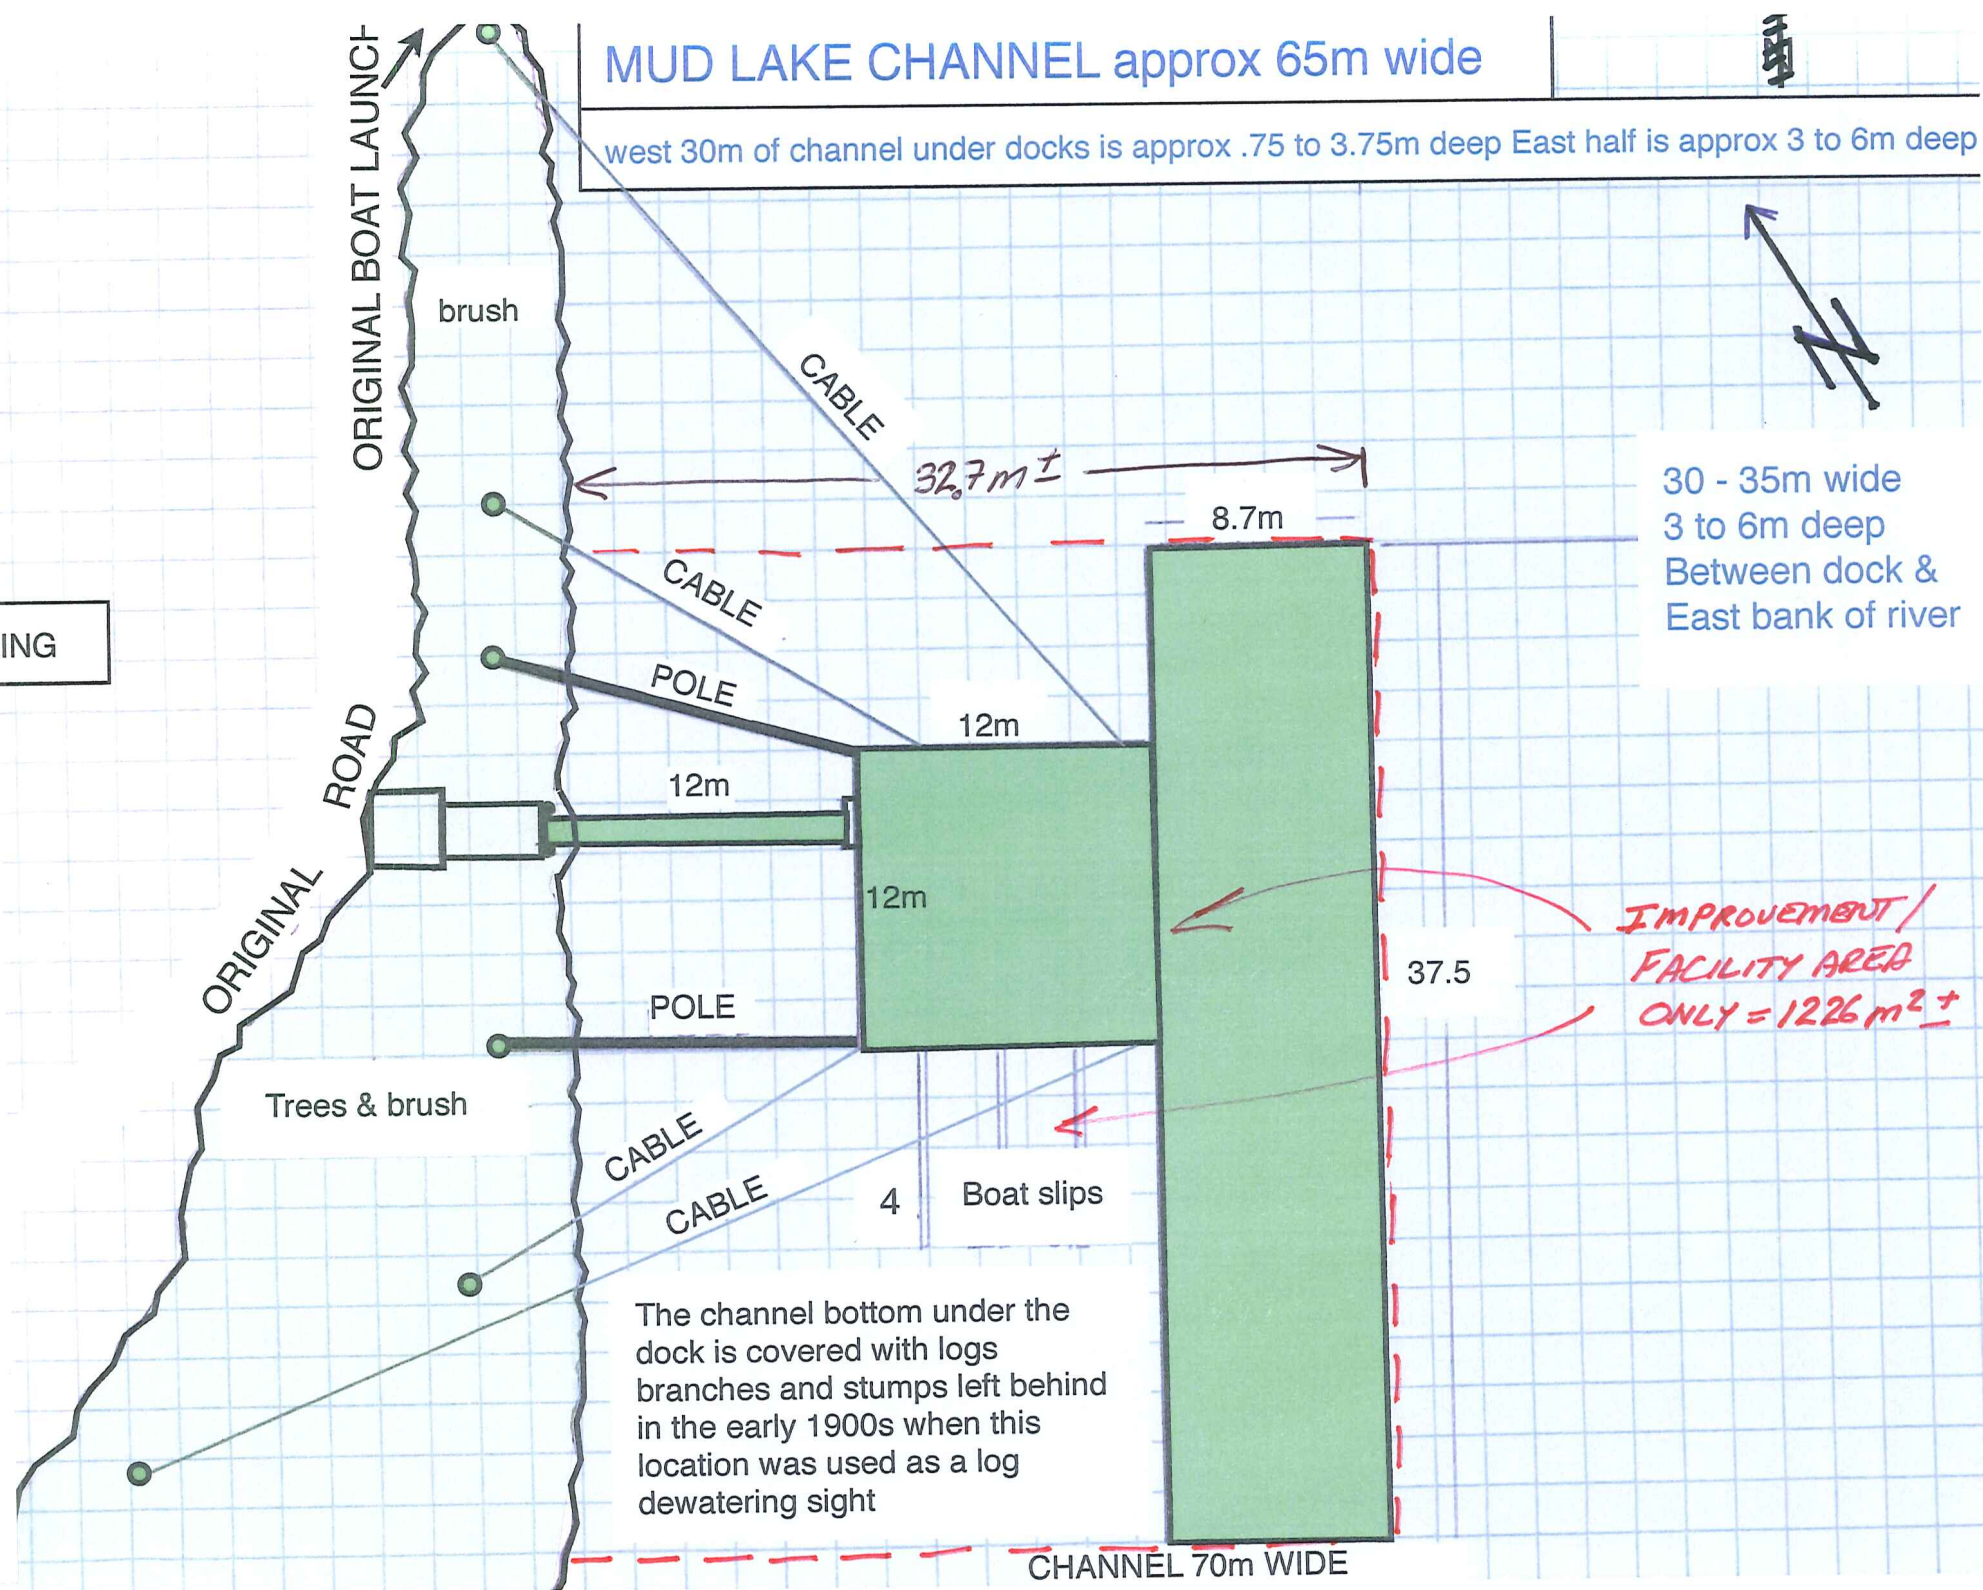 MUD LAKE CHANNEL approx 65m wide
west 30m of channel under docks is approx .75 to 3.75m deep East half is approx 3 to 6m deep
ORIGINAL BOAT LAUNCH
N
brush
CABLE
32.7m ±
8.7m
30 - 35m wide
3 to 6m deep
Between dock &
East bank of river
CABLE
ING
POLE
12m
ROAD
12m
12m
ORIGINAL
IMPROVEMENT/
FACILITY AREA
ONLY = 1226 m² ±
37.5
POLE
Trees & brush
CABLE
CABLE
4 Boat slips
The channel bottom under the
dock is covered with logs
branches and stumps left behind
in the early 1900s when this
location was used as a log
dewatering sight
CHANNEL 70m WIDE